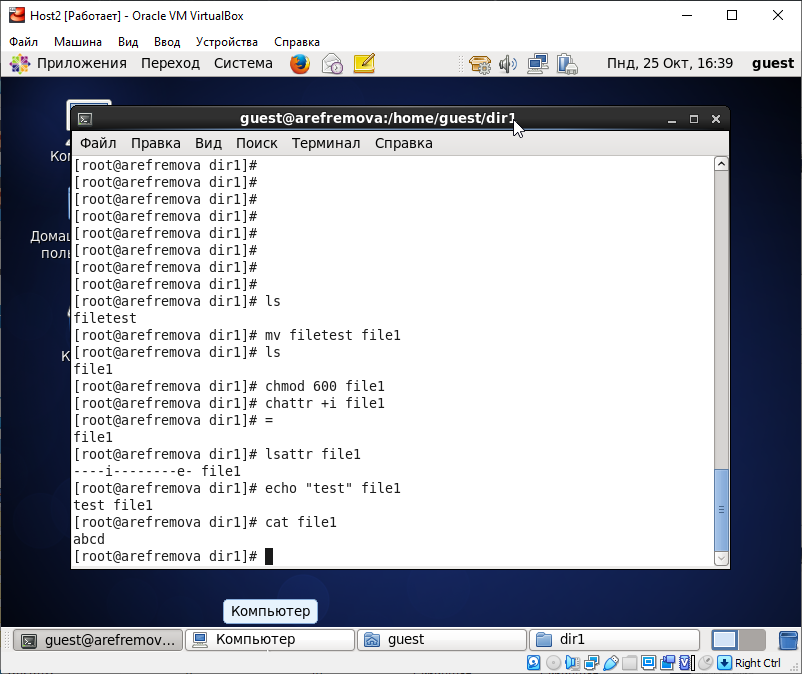 Host2 [Работает] - Oracle VM VirtualBox
Файл Машина Вид Ввод Устройства Справка
Приложения Переход Система Пнд, 25 Окт, 16:39 guest
guest@arefremova:/home/guest/dir1
Файл Правка Вид Поиск Терминал Справка
[root@arefremova dir1]#
[root@arefremova dir1]#
[root@arefremova dir1]#
[root@arefremova dir1]#
[root@arefremova dir1]#
[root@arefremova dir1]#
[root@arefremova dir1]#
[root@arefremova dir1]#
[root@arefremova dir1]# ls
filetest
[root@arefremova dir1]# mv filetest file1
[root@arefremova dir1]# ls
file1
[root@arefremova dir1]# chmod 600 file1
[root@arefremova dir1]# chattr +i file1
[root@arefremova dir1]# =
file1
[root@arefremova dir1]# lsattr file1
----i--------e- file1
[root@arefremova dir1]# echo "test" file1
test file1
[root@arefremova dir1]# cat file1
abcd
[root@arefremova dir1]#
Компьютер
guest@arefremov... Компьютер guest dir1
Right Ctrl